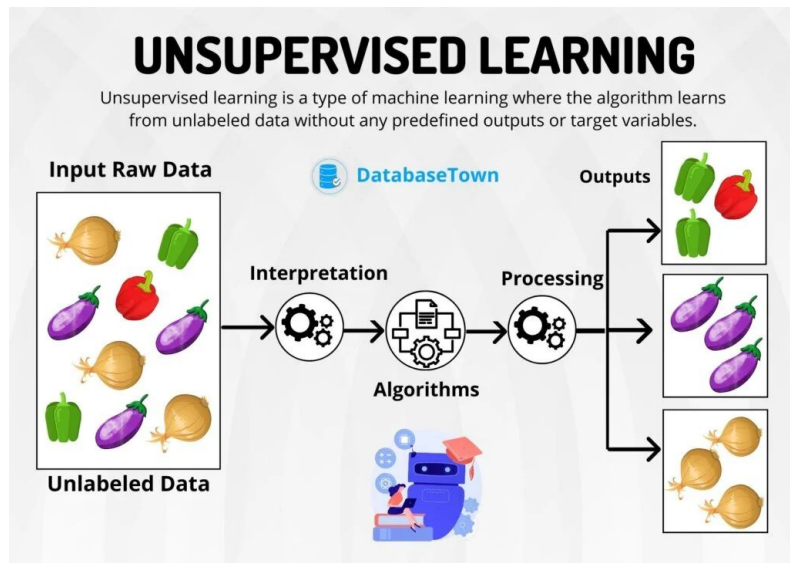 UNSUPERVISED LEARNING
Unsupervised learning is a type of machine learning where the algorithm learns
from unlabeled data without any predefined outputs or target variables.
Input Raw Data
DatabaseTown
Outputs
Interpretation
Processing
Algorithms
Unlabeled Data